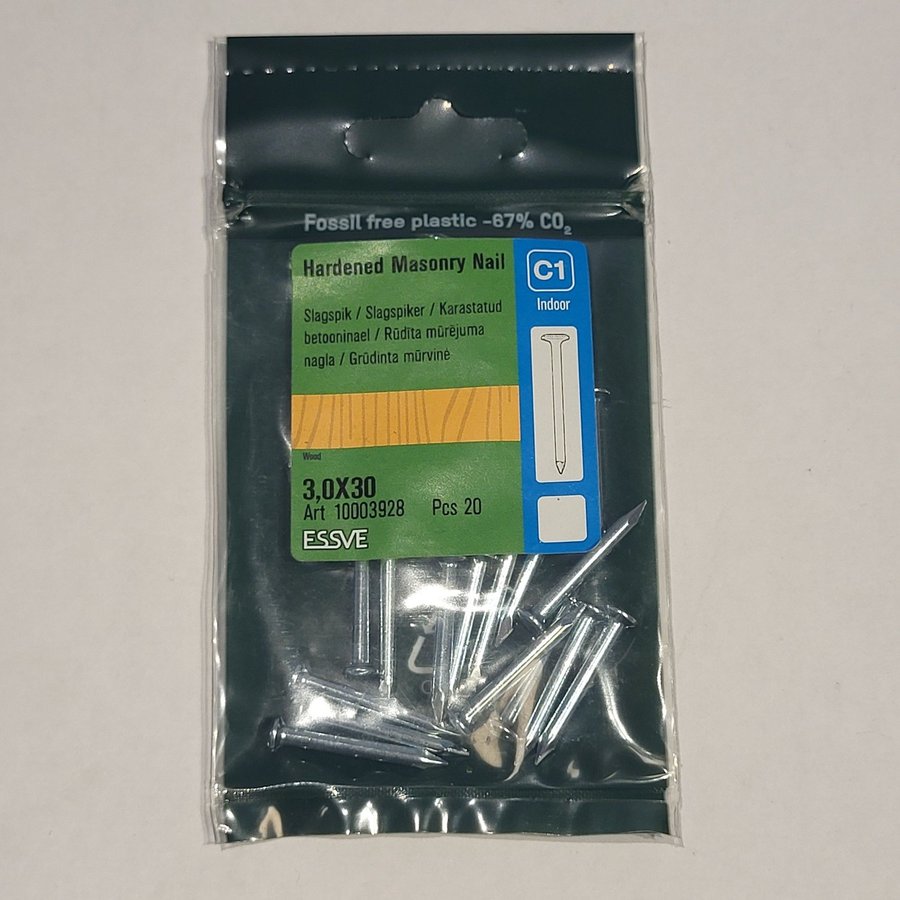 Fossil free plastic -67% CO₂
Hardened Masonry Nail
C1
Indoor
Slagspik / Slagspiker / Karastatud
betooninael / Rūdīta mūrējuma
nagla / Grūdinta mūrvinė
Wood
3,0X30
Art 10003928 Pcs 20
ESSVE